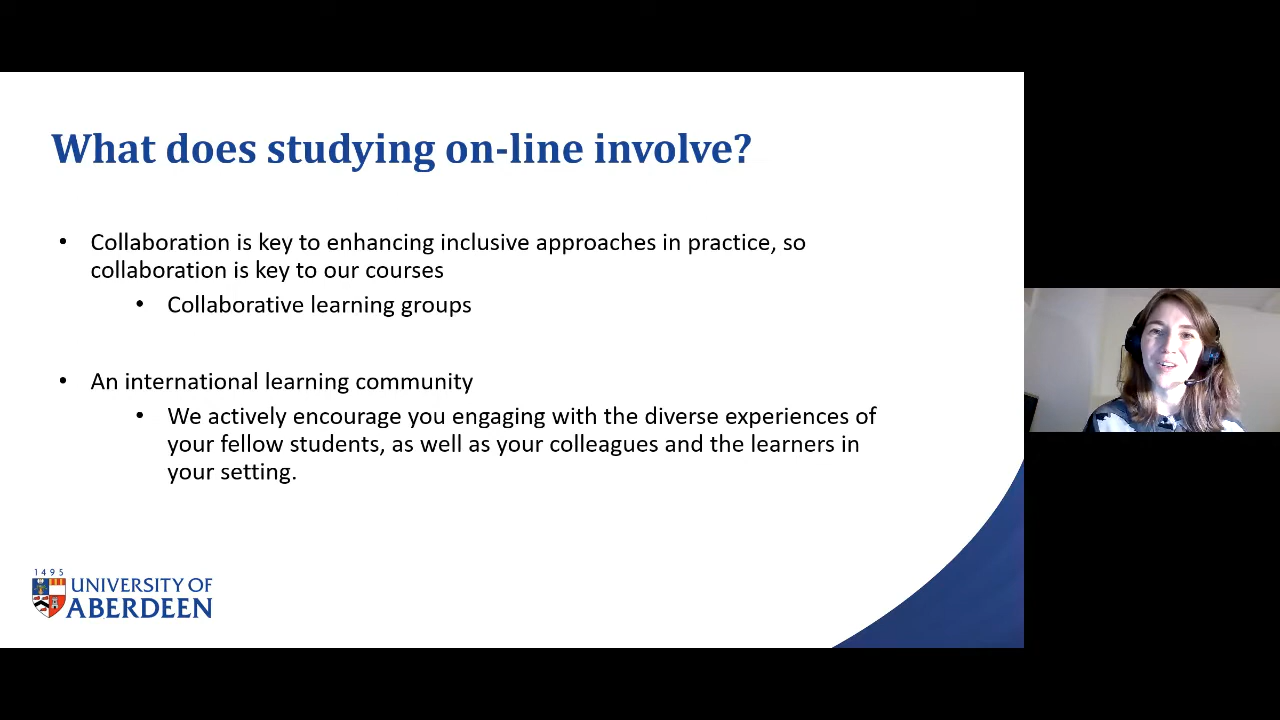 What does studying on-line involve?
• Collaboration is key to enhancing inclusive approaches in practice, so
collaboration is key to our courses
• Collaborative learning groups
• An international learning community
• We actively encourage you engaging with the diverse experiences of
your fellow students, as well as your colleagues and the learners in
your setting.
1495
UNIVERSITY OF
ABERDEEN